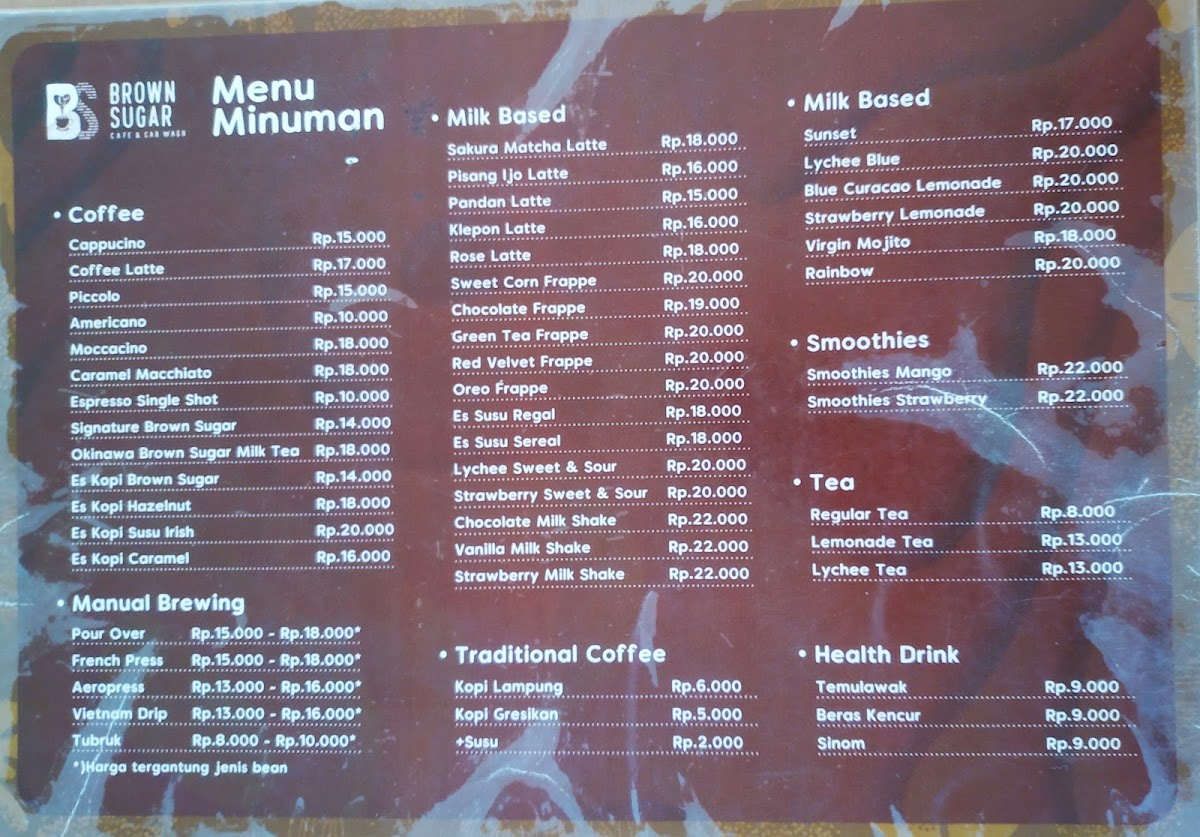 BS BROWN
SUGAR
CAFE & CAR WASH
Menu
Minuman
• Coffee
Cappucino Rp.15.000
Coffee Latte Rp.17.000
Piccolo Rp.15.000
Americano Rp.10.000
Moccacino Rp.18.000
Caramel Macchiato Rp.18.000
Espresso Single Shot Rp.10.000
Signature Brown Sugar Rp.14.000
Okinawa Brown Sugar Milk Tea Rp.18.000
Es Kopi Brown Sugar Rp.14.000
Es Kopi Hazelnut Rp.18.000
Es Kopi Susu Irish Rp.20.000
Es Kopi Caramel Rp.16.000
• Manual Brewing
Pour Over Rp.15.000 - Rp.18.000*
French Press Rp.15.000 - Rp.18.000*
Aeropress Rp.13.000 - Rp.16.000*
Vietnam Drip Rp.13.000 - Rp.16.000*
Tubruk Rp.8.000 - Rp.10.000*
*)Harga tergantung jenis bean
• Milk Based
Sakura Matcha Latte Rp.18.000
Pisang Ijo Latte Rp.16.000
Pandan Latte Rp.15.000
Klepon Latte Rp.16.000
Rose Latte Rp.18.000
Sweet Corn Frappe Rp.20.000
Chocolate Frappe Rp.19.000
Green Tea Frappe Rp.20.000
Red Velvet Frappe Rp.20.000
Oreo Frappe Rp.20.000
Es Susu Regal Rp.18.000
Es Susu Sereal Rp.18.000
Lychee Sweet & Sour Rp.20.000
Strawberry Sweet & Sour Rp.20.000
Chocolate Milk Shake Rp.22.000
Vanilla Milk Shake Rp.22.000
Strawberry Milk Shake Rp.22.000
• Traditional Coffee
Kopi Lampung Rp.6.000
Kopi Gresikan Rp.5.000
+Susu Rp.2.000
• Milk Based
Sunset Rp.17.000
Lychee Blue Rp.20.000
Blue Curacao Lemonade Rp.20.000
Strawberry Lemonade Rp.20.000
Virgin Mojito Rp.18.000
Rainbow Rp.20.000
• Smoothies
Smoothies Mango Rp.22.000
Smoothies Strawberry Rp.22.000
• Tea
Regular Tea Rp.8.000
Lemonade Tea Rp.13.000
Lychee Tea Rp.13.000
• Health Drink
Temulawak Rp.9.000
Beras Kencur Rp.9.000
Sinom Rp.9.000